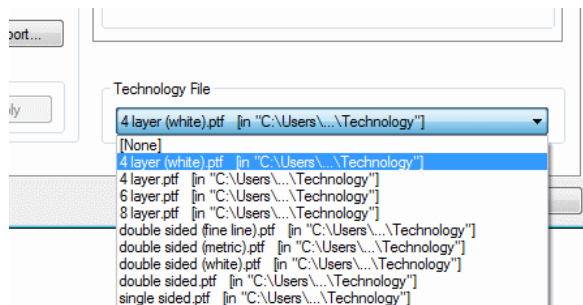 Technology File
4 layer (white).ptf [in "C:\Users\...\Technology"]
[None]
4 layer (white).ptf [in "C:\Users\...\Technology"]
4 layer.ptf [in "C:\Users\...\Technology"]
6 layer.ptf [in "C:\Users\...\Technology"]
8 layer.ptf [in "C:\Users\...\Technology"]
double sided (fine line).ptf [in "C:\Users\...\Technology"]
double sided (metric).ptf [in "C:\Users\...\Technology"]
double sided (white).ptf [in "C:\Users\...\Technology"]
double sided.ptf [in "C:\Users\...\Technology"]
single sided.ptf [in "C:\Users\...\Technology"]